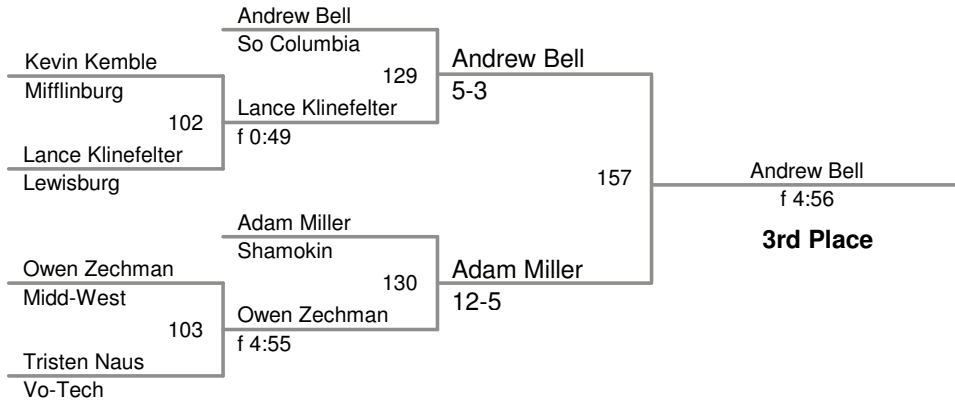 Andrew Bell
So Columbia
Kevin Kemble
Mifflinburg
129
Andrew Bell
5-3
102
Lance Klinefelter
f 0:49
Lance Klinefelter
Lewisburg
157
Andrew Bell
f 4:56
3rd Place
Adam Miller
Shamokin
Owen Zechman
Midd-West
130
Adam Miller
12-5
103
Owen Zechman
f 4:55
Tristen Naus
Vo-Tech